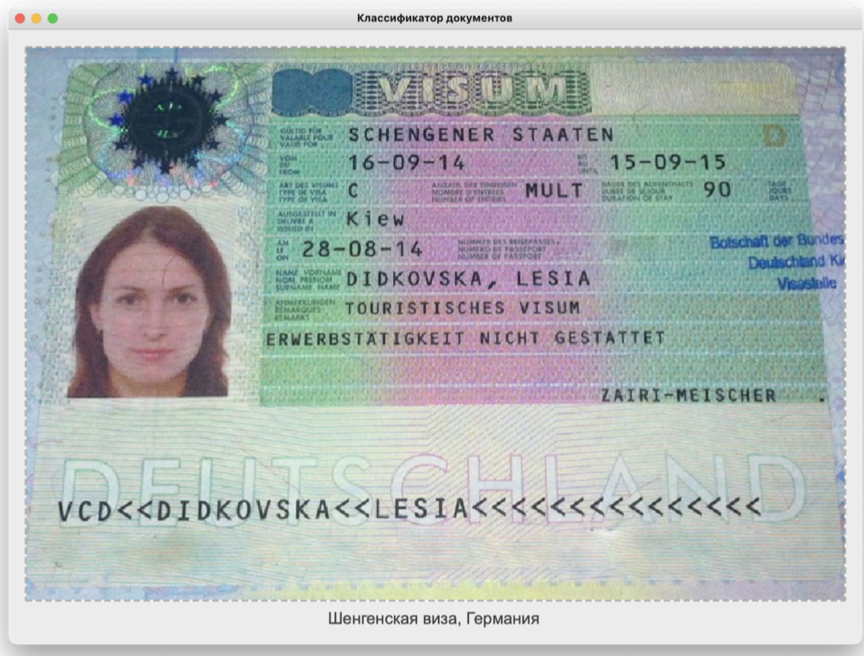 Классификатор документов
VISUM
GÜLTIG FÜR SCHENGENER STAATEN D
VALABLE POUR
VALID FOR
VOM 16-09-14 BIS 15-09-15
DU AU
FROM UNTIL
ART DES VISUMS C ANZAHL DER EINREISEN MULT DAUER DES AUFENTHALTS 90 TAGE
TYPE DE VISA NOMBRE D'ENTRÉES DURÉE DE SÉJOUR JOURS
TYPE OF VISA NUMBER OF ENTRIES DURATION OF STAY DAYS
AUSGESTELLT IN Kiew
DÉLIVRÉ À
ISSUED IN
AM 28-08-14 NUMMER DES REISEPASSES
LE NUMÉRO DE PASSEPORT
ON NUMBER OF PASSPORT
Botschaft der Bundes
Deutschland Ki
Visastelle
NAME, VORNAME DIDKOVSKA, LESIA
NOM, PRÉNOM
SURNAME, NAME
ANMERKUNGEN TOURISTISCHES VISUM
REMARQUES
REMARKS
ERWERBSTÄTIGKEIT NICHT GESTATTET
ZAIRI-MEISCHER .
DEUTSCHLAND
VCD<<DIDKOVSKA<<LESIA<<<<<<<<<<<<<<<
Шенгенская виза, Германия